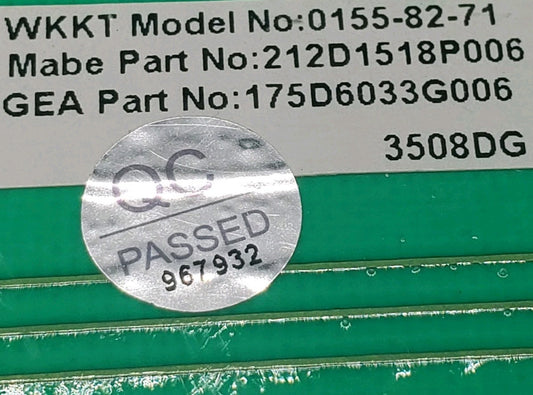 WKKT Model No:0155-82-71
Mabe Part No:212D1518P006
GEA Part No:175D6033G006
3508DG
QC
PASSED
967932